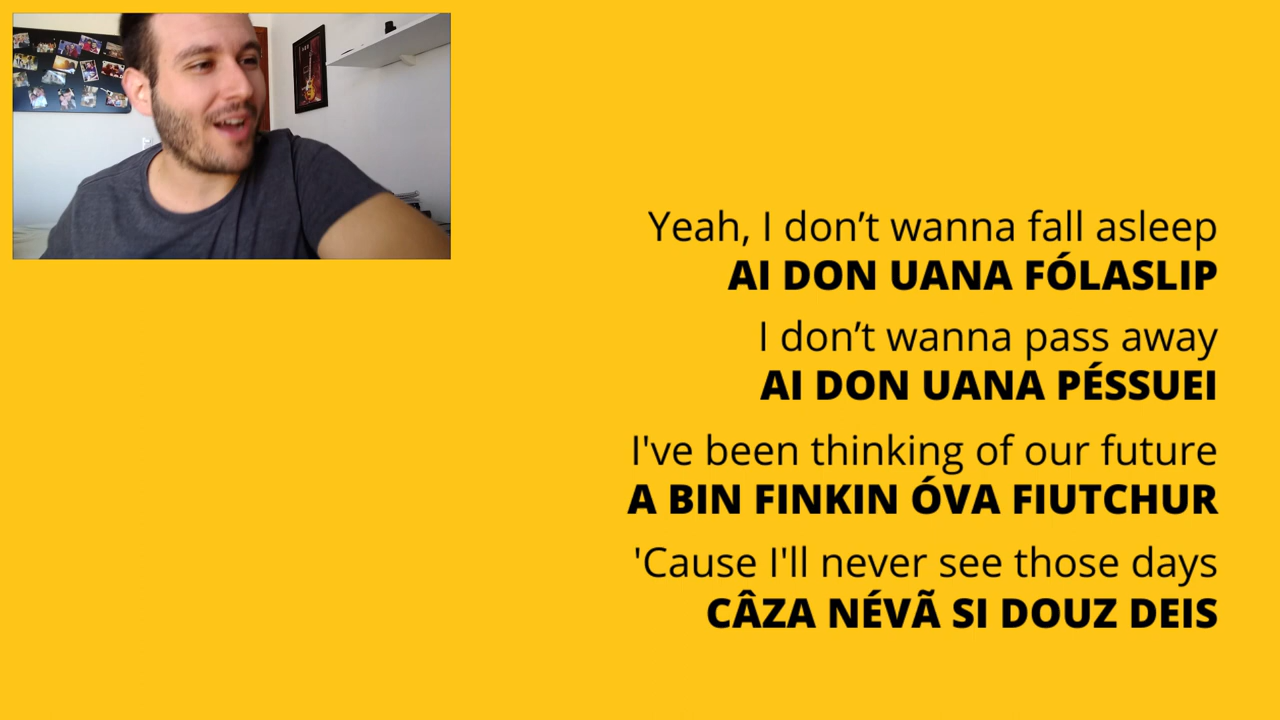 Yeah, I don’t wanna fall asleep
AI DON UANA FÓLASLIP
I don’t wanna pass away
AI DON UANA PÉSSUEI
I've been thinking of our future
A BIN FINKIN ÓVA FIUTCHUR
'Cause I'll never see those days
CÂZA NÉVÃ SI DOUZ DEIS